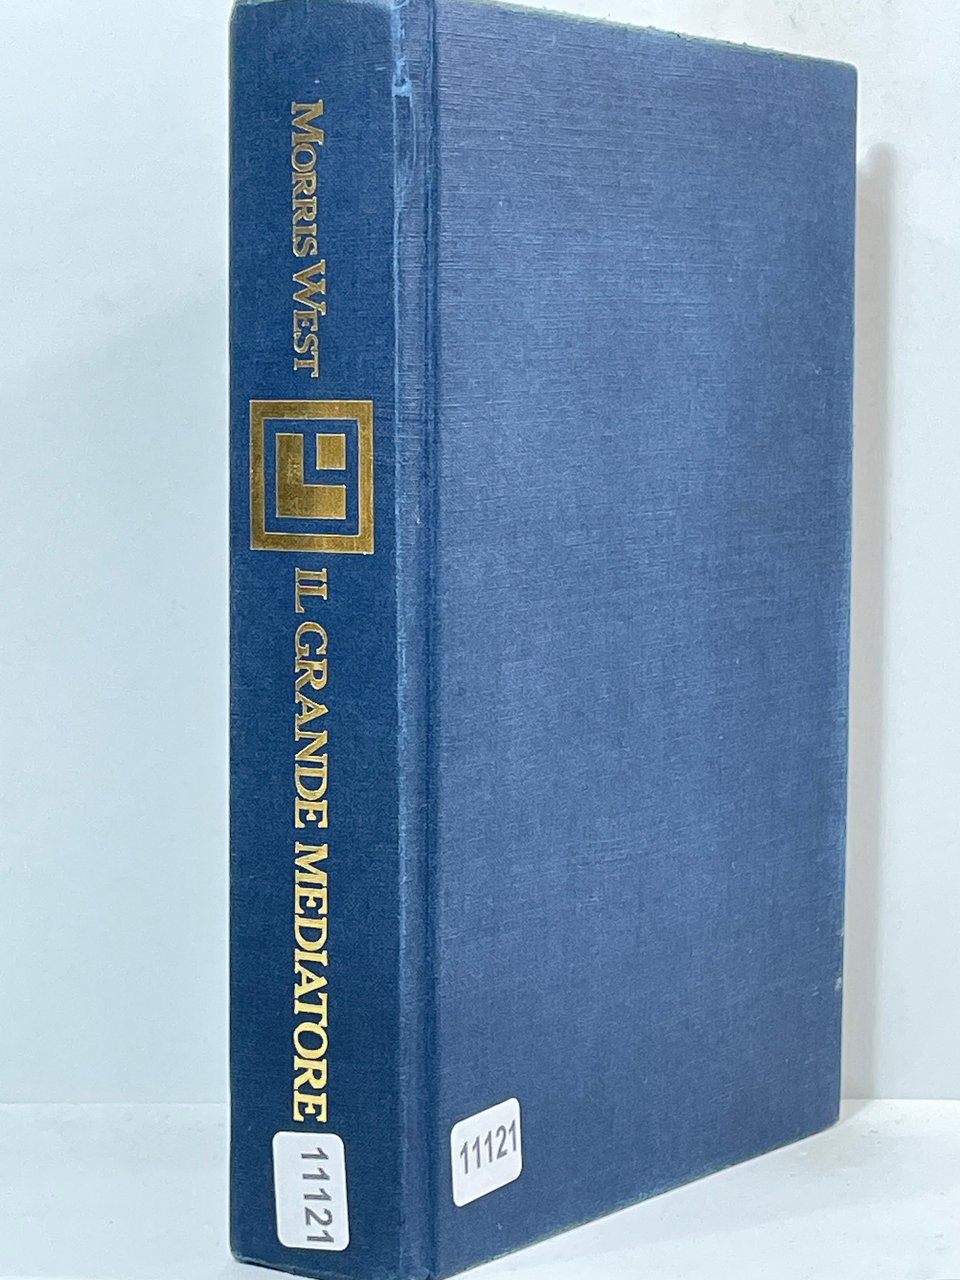 MORRIS WEST
IL GRANDE MEDIATORE
11121
11121